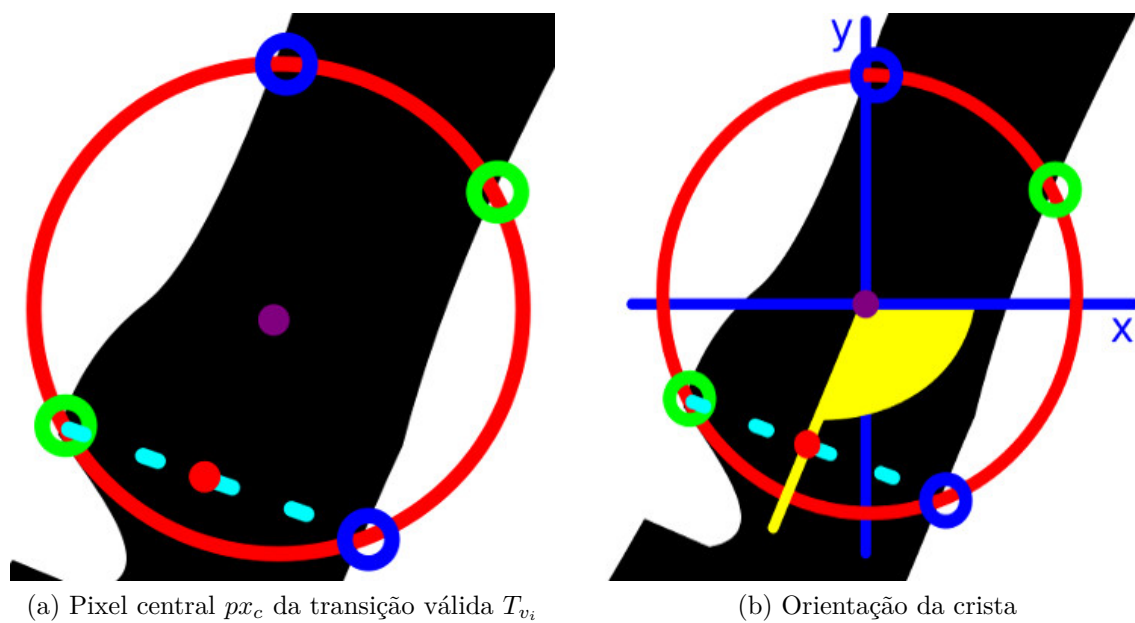 y
x
(a) Pixel central px_c da transição válida T_{v_i}
(b) Orientação da crista